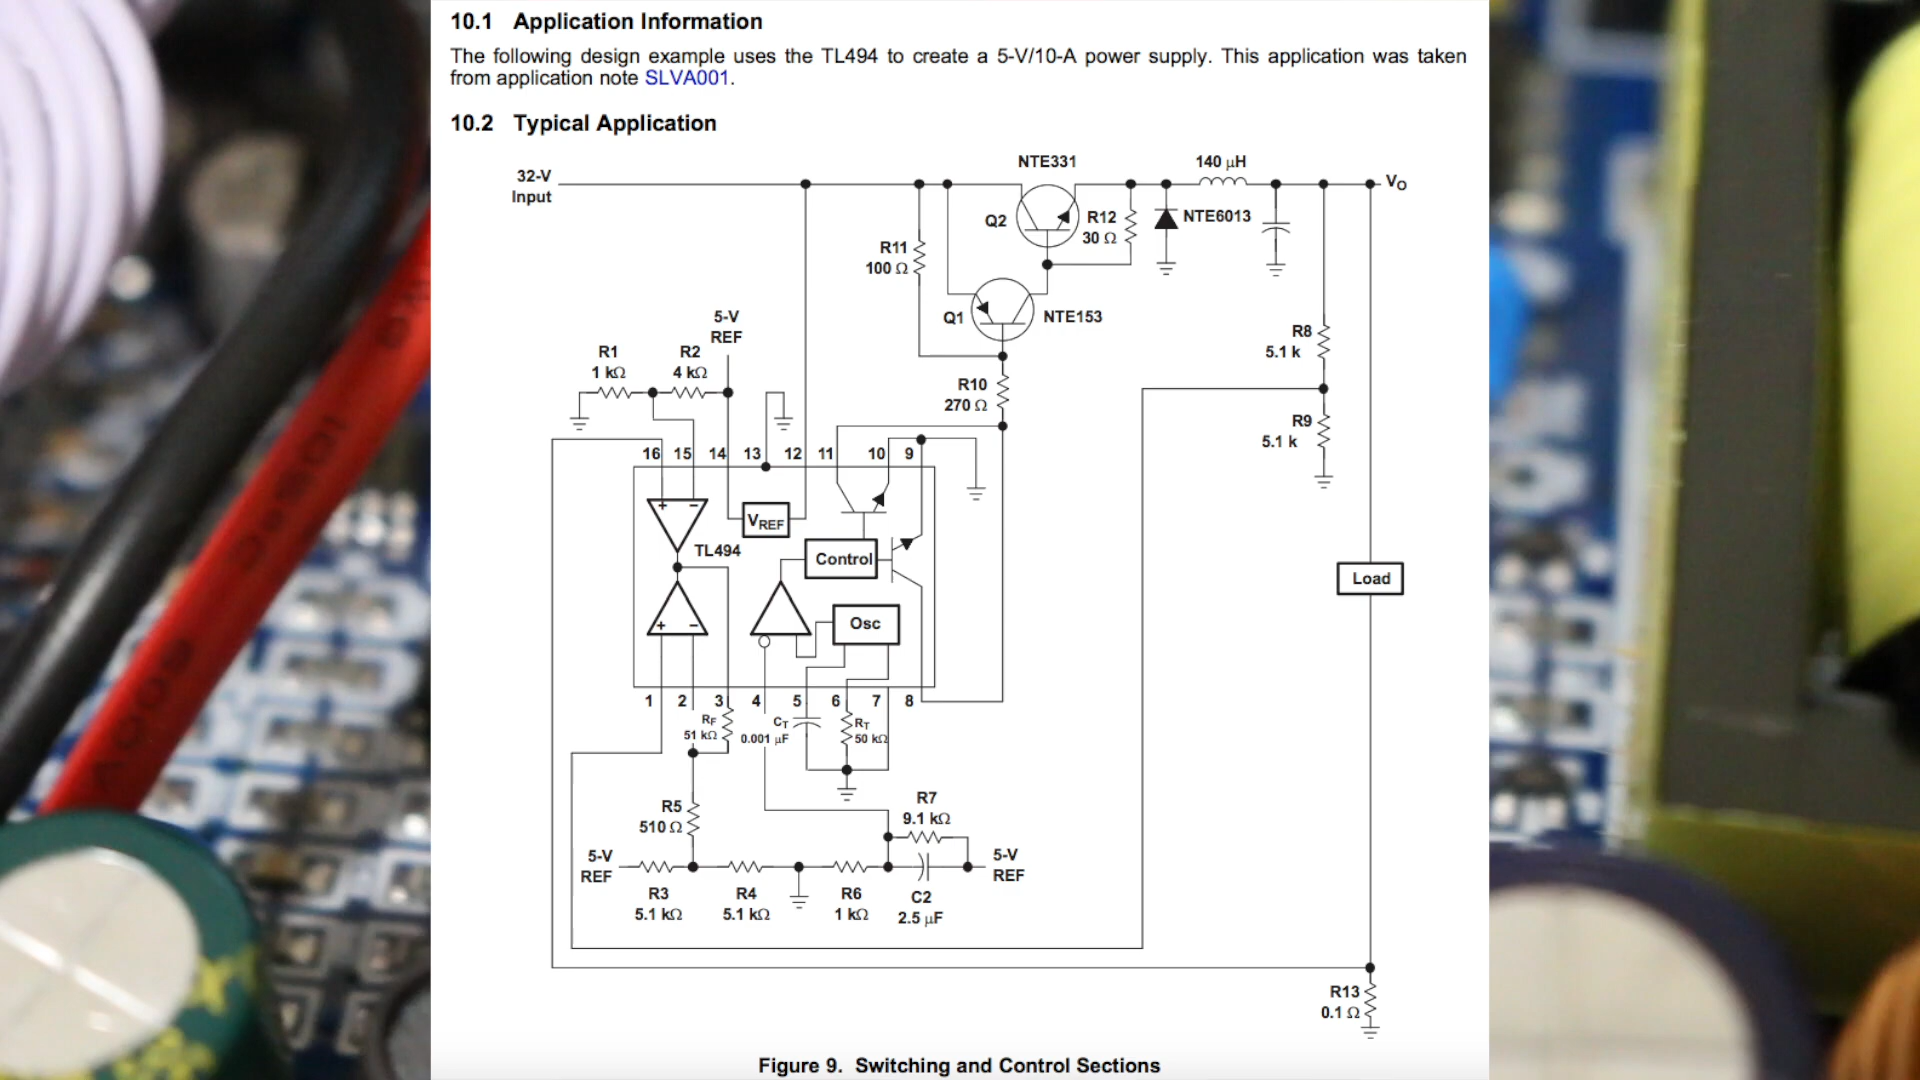 10.1 Application Information
The following design example uses the TL494 to create a 5-V/10-A power supply. This application was taken
from application note SLVA001.
10.2 Typical Application
NTE331
140 µH
32-V
Input
VO
Q2
R12
30 Ω
NTE6013
R11
100 Ω
Q1
NTE153
5-V
REF
R8
5.1 k
R1
1 kΩ
R2
4 kΩ
R10
270 Ω
R9
5.1 k
16 15 14 13 12 11 10 9
+ −
VREF
TL494
Control
Load
Osc
+ −
1 2 3 4 5 6 7 8
RF
51 kΩ
CT
0.001 µF
RT
50 kΩ
R5
510 Ω
R7
9.1 kΩ
5-V
REF
5-V
REF
R3
5.1 kΩ
R4
5.1 kΩ
R6
1 kΩ
C2
2.5 µF
R13
0.1 Ω
Figure 9. Switching and Control Sections